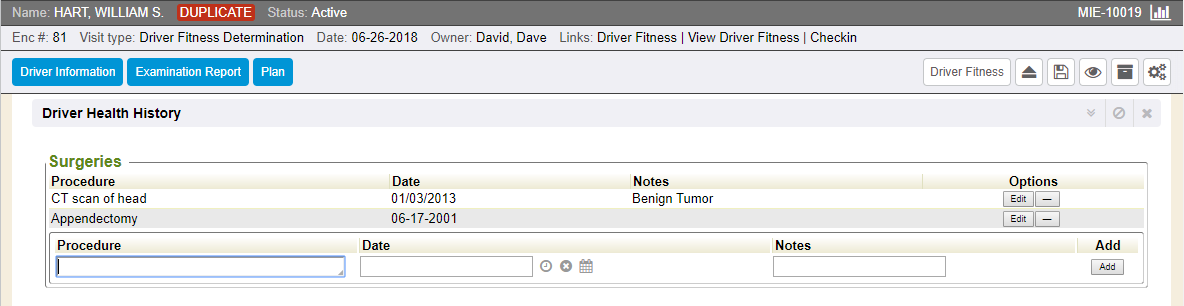 Name: HART, WILLIAM S. DUPLICATE Status: Active MIE-10019
Enc #: 81 Visit type: Driver Fitness Determination Date: 06-26-2018 Owner: David, Dave Links: Driver Fitness | View Driver Fitness | Checkin
Driver Information Examination Report Plan Driver Fitness
Driver Health History
Surgeries
Procedure Date Notes Options
CT scan of head 01/03/2013 Benign Tumor Edit —
Appendectomy 06-17-2001 Edit —
Procedure Date Notes Add
Add